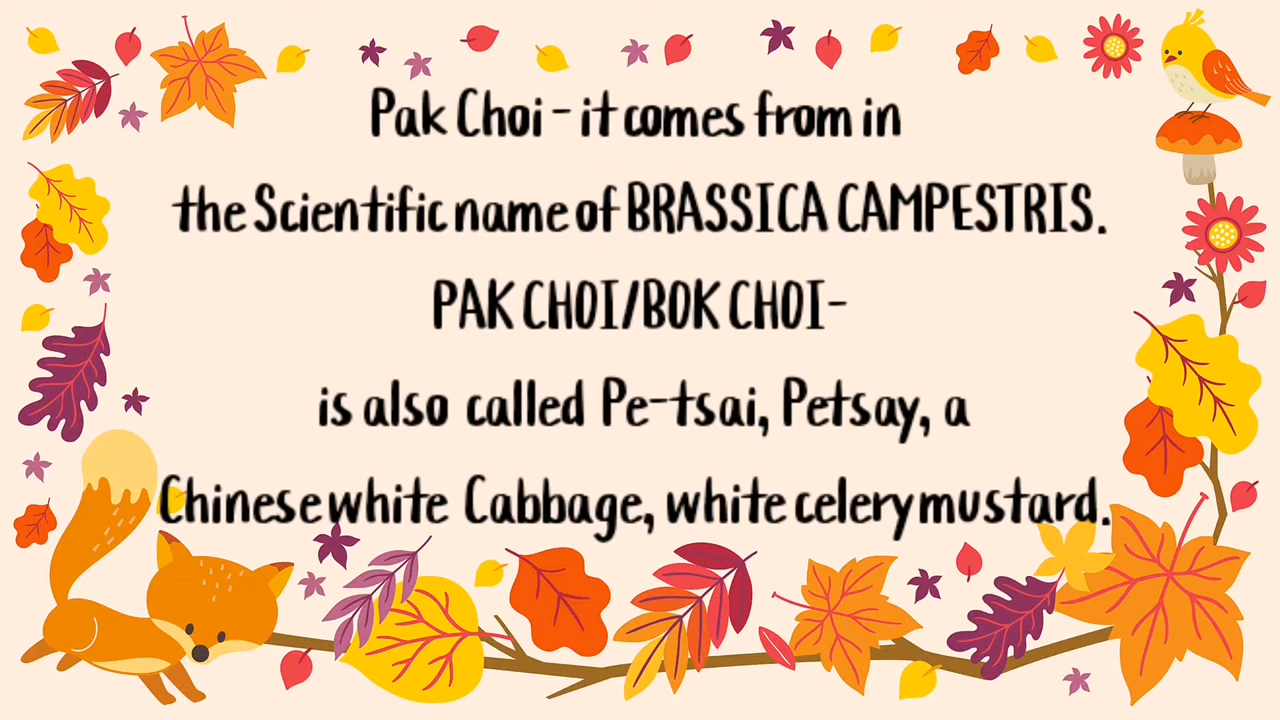 Pak Choi - it comes from in
the Scientific name of BRASSICA CAMPESTRIS.
PAK CHOI/BOK CHOI-
is also called Pe-tsai, Petsay, a
Chinese white Cabbage, white celery mustard.